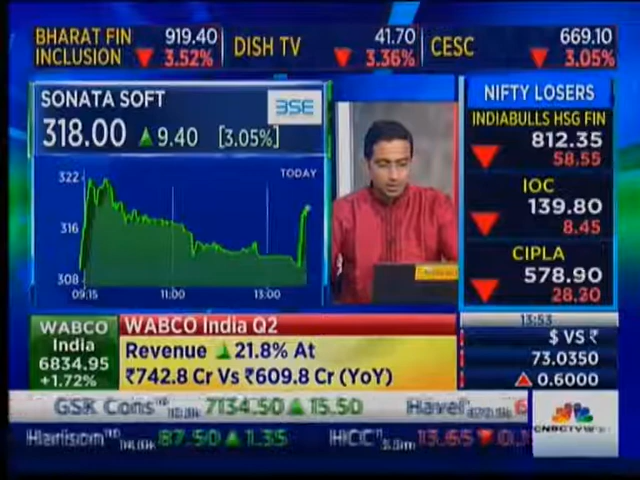 BHARAT FIN INCLUSION 919.40 3.52%
DISH TV 41.70 3.36%
CESC 669.10 3.05%
SONATA SOFT
BSE
318.00 9.40 [3.05%]
TODAY
322
316
308
09:15 11:00 13:00
NIFTY LOSERS
INDIABULLS HSG FIN
812.35
58.55
IOC
139.80
8.45
CIPLA
578.90
28.20
WABCO India
6834.95
+1.72%
WABCO India Q2
Revenue 21.8% At
₹742.8 Cr Vs ₹609.8 Cr (YoY)
13:53
$ VS ₹
73.0350
0.6000
GSK Cons 7134.50 15.50 Havel
87.50 1.35 HCC 13.65
CNBCTV